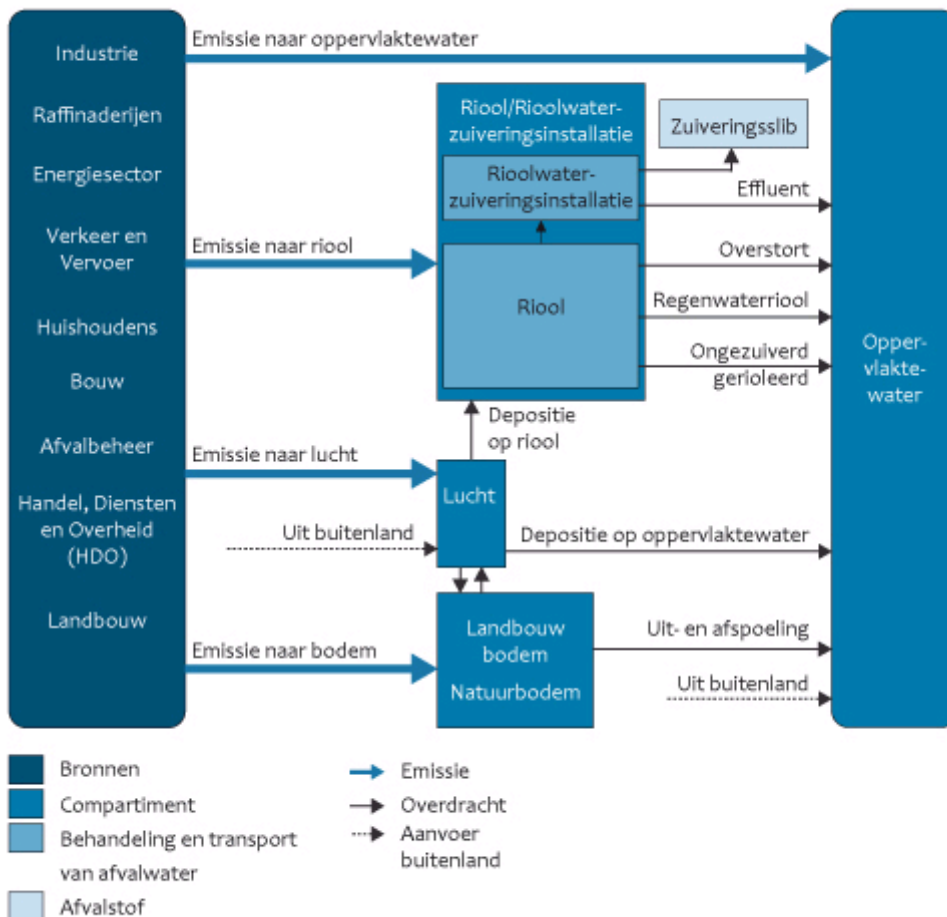 Industrie
Raffinaderijen
Energiesector
Verkeer en
Vervoer
Huishoudens
Bouw
Afvalbeheer
Handel, Diensten
en Overheid
(HDO)
Landbouw
Emissie naar oppervlaktewater
Emissie naar riool
Emissie naar lucht
Uit buitenland
Emissie naar bodem
Riool/Rioolwater-
zuiveringsinstallatie
Rioolwater-
zuiveringsinstallatie
Riool
Depositie
op riool
Lucht
Landbouw
bodem
Natuurbodem
Zuiveringsslib
Effluent
Overstort
Regenwaterriool
Ongezuiverd
gerioleerd
Depositie op oppervlaktewater
Uit- en afspoeling
Uit buitenland
Opper-
vlakte-
water
Bronnen
Compartiment
Behandeling en transport
van afvalwater
Afvalstof
Emissie
Overdracht
Aanvoer
buitenland